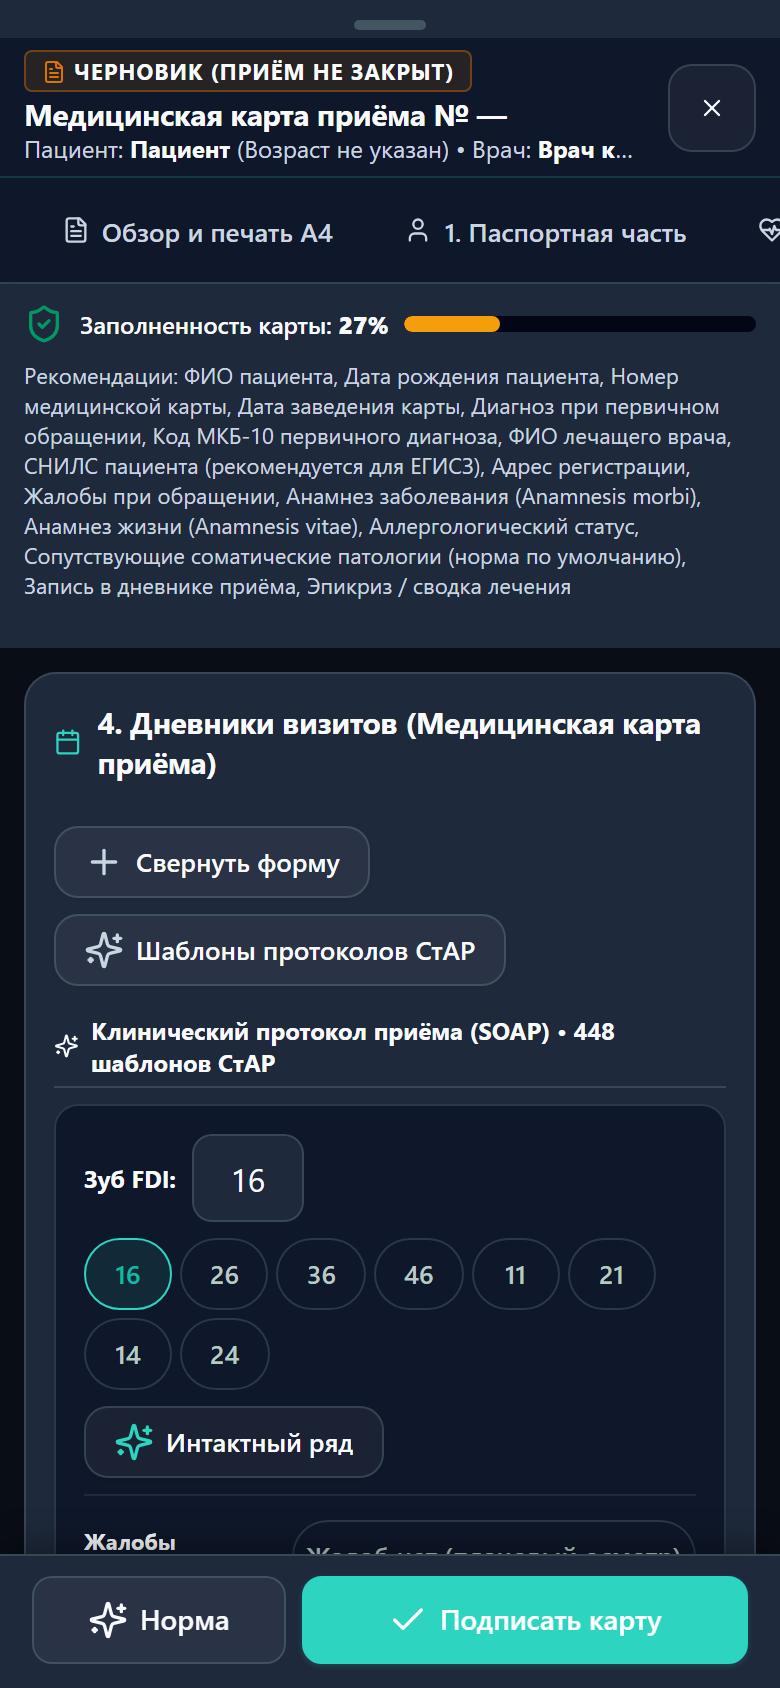 ЧЕРНОВИК (ПРИЁМ НЕ ЗАКРЫТ)
Медицинская карта приёма № —
Пациент: Пациент (Возраст не указан) • Врач: Врач к...
Обзор и печать А4
1. Паспортная часть
Заполненность карты: 27%
Рекомендации: ФИО пациента, Дата рождения пациента, Номер
медицинской карты, Дата заведения карты, Диагноз при первичном
обращении, Код МКБ-10 первичного диагноза, ФИО лечащего врача,
СНИЛС пациента (рекомендуется для ЕГИСЗ), Адрес регистрации,
Жалобы при обращении, Анамнез заболевания (Anamnesis morbi),
Анамнез жизни (Anamnesis vitae), Аллергологический статус,
Сопутствующие соматические патологии (норма по умолчанию),
Запись в дневнике приёма, Эпикриз / сводка лечения
4. Дневники визитов (Медицинская карта
приёма)
Свернуть форму
Шаблоны протоколов СтАР
Клинический протокол приёма (SOAP) • 448
шаблонов СтАР
Зуб FDI:
16
16
26
36
46
11
21
14
24
Интактный ряд
Жалобы
Жалоб нет (плановый осмотр)
Норма
Подписать карту